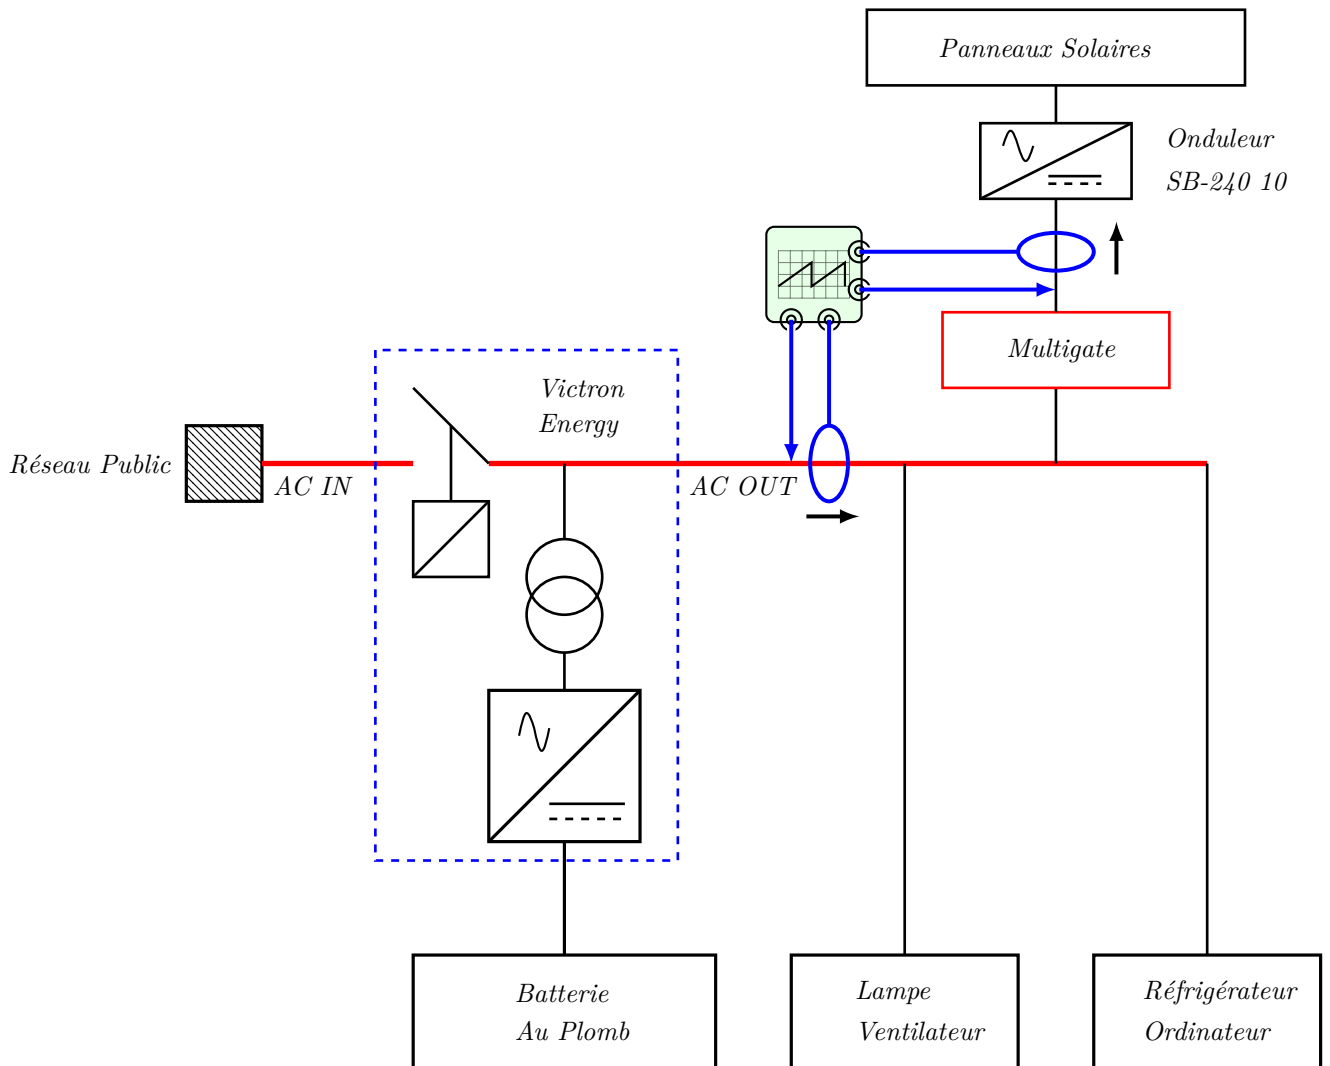 Panneaux Solaires
Onduleur
SB-240 10
Multigate
Victron
Energy
Réseau Public
AC IN
AC OUT
Batterie
Au Plomb
Lampe
Ventilateur
Réfrigérateur
Ordinateur